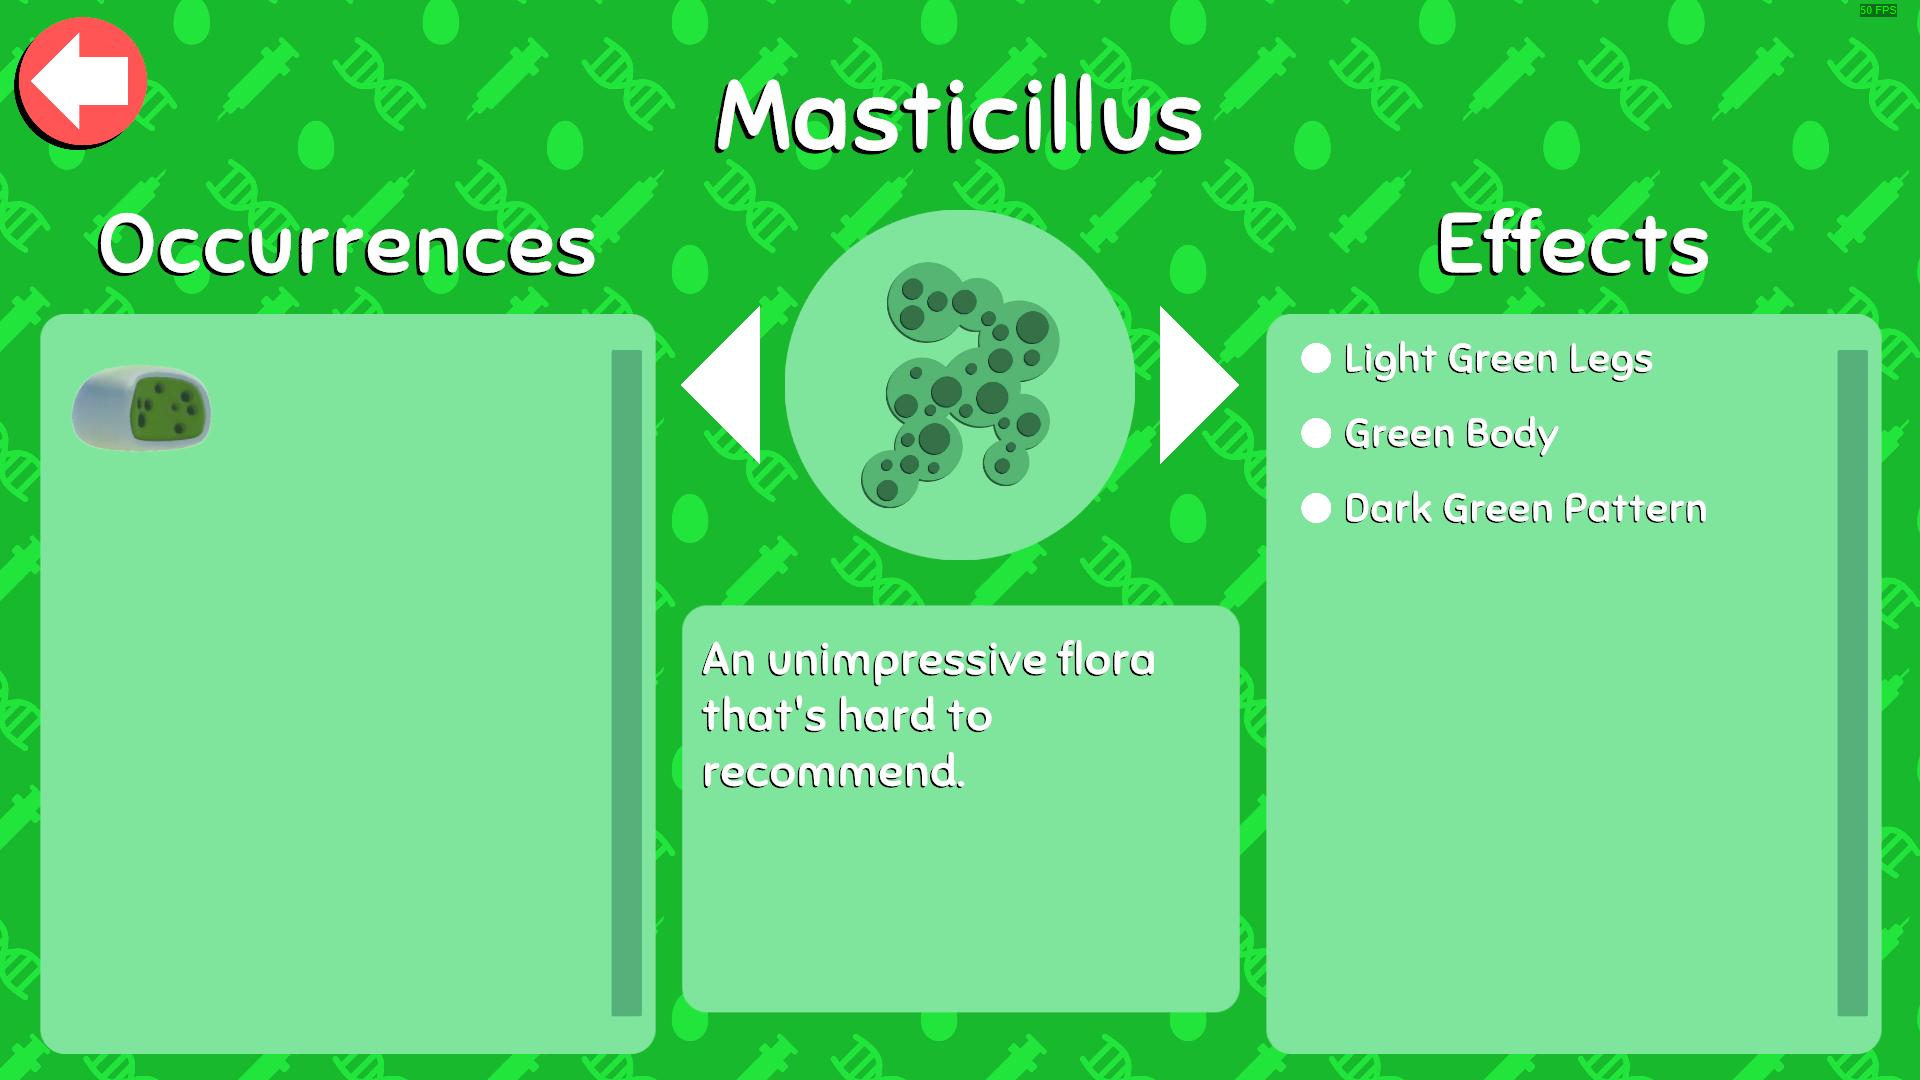 50 FPS
Masticillus
Occurrences
Effects
Light Green Legs
Green Body
Dark Green Pattern
An unimpressive flora
that's hard to
recommend.